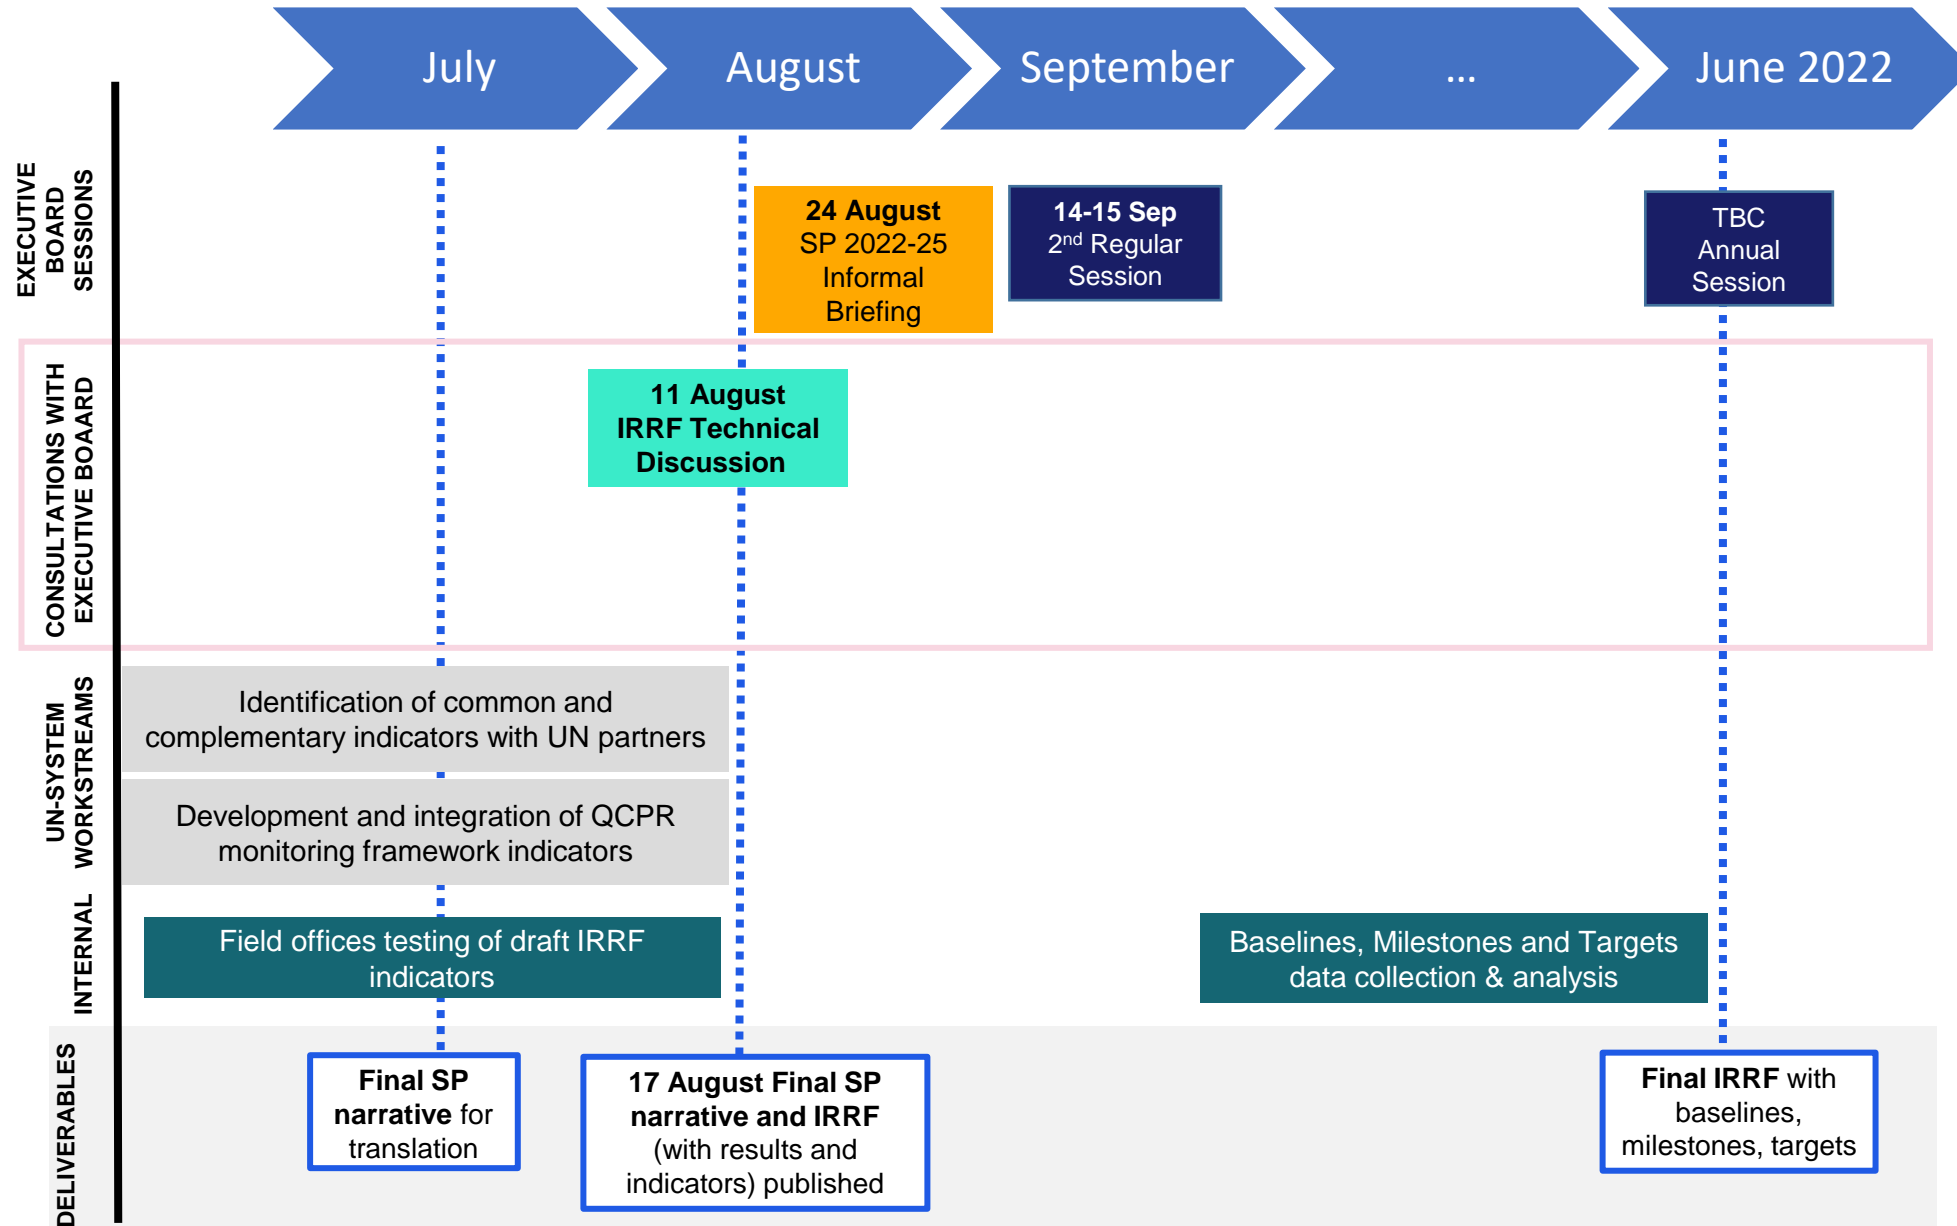 July
August
September
...
June 2022
EXECUTIVE
BOARD
SESSIONS
24 August
SP 2022-25
Informal
Briefing
14-15 Sep
2nd Regular
Session
TBC
Annual
Session
CONSULTATIONS WITH
EXECUTIVE BOAARD
11 August
IRRF Technical
Discussion
UN-SYSTEM
WORKSTREAMS
Identification of common and
complementary indicators with UN partners
Development and integration of QCPR
monitoring framework indicators
INTERNAL
Field offices testing of draft IRRF
indicators
Baselines, Milestones and Targets
data collection & analysis
DELIVERABLES
Final SP
narrative for
translation
17 August Final SP
narrative and IRRF
(with results and
indicators) published
Final IRRF with
baselines,
milestones, targets